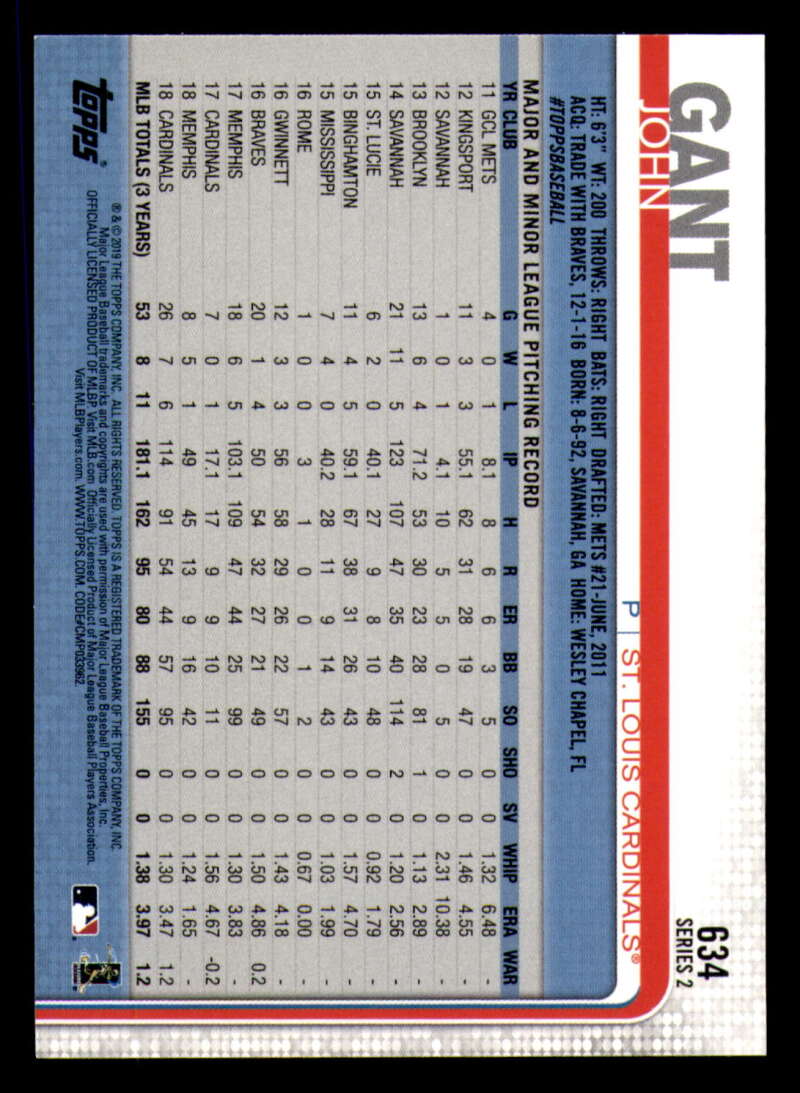 634
SERIES 2
GANT
JOHN
P | ST. LOUIS CARDINALS®
HT: 6'3" WT: 200 THROWS: RIGHT BATS: RIGHT DRAFTED: METS #21-JUNE, 2011
ACQ: TRADE WITH BRAVES, 12-1-16 BORN: 8-6-92, SAVANNAH, GA HOME: WESLEY CHAPEL, FL
#TOPPSBASEBALL
MAJOR AND MINOR LEAGUE PITCHING RECORD
YR CLUB G W L IP H R ER BB SO SHO SV WHIP ERA WAR
11 GCL METS 4 0 1 8.1 8 6 6 3 5 0 0 1.32 6.48 -
12 KINGSPORT 11 3 3 55.1 62 31 28 19 47 0 0 1.46 4.55 -
12 SAVANNAH 1 0 1 4.1 10 5 5 0 5 0 0 2.31 10.38 -
13 BROOKLYN 13 6 4 71.2 53 30 23 28 81 1 0 1.13 2.89 -
14 SAVANNAH 21 11 5 123 107 47 35 40 114 2 0 1.20 2.56 -
15 ST. LUCIE 6 2 0 40.1 27 9 8 10 48 0 0 0.92 1.79 -
15 BINGHAMTON 11 4 5 59.1 67 38 31 26 43 0 0 1.57 4.70 -
15 MISSISSIPPI 7 4 0 40.2 28 11 9 14 43 0 0 1.03 1.99 -
16 ROME 1 0 0 3 1 0 0 1 2 0 0 0.67 0.00 -
16 GWINNETT 12 3 3 56 58 29 26 22 57 0 0 1.43 4.18 -
16 BRAVES 20 1 4 50 54 32 27 21 49 0 0 1.50 4.86 0.2
17 MEMPHIS 18 6 5 103.1 109 47 44 25 99 0 0 1.30 3.83 -
17 CARDINALS 7 0 1 17.1 17 9 9 10 11 0 0 1.56 4.67 -0.2
18 MEMPHIS 8 5 1 49 45 13 9 16 42 0 0 1.24 1.65 -
18 CARDINALS 26 7 6 114 91 54 44 57 95 0 0 1.30 3.47 1.2
MLB TOTALS (3 YEARS) 53 8 11 181.1 162 95 80 88 155 0 0 1.38 3.97 1.2
topps®
® & © 2019 THE TOPPS COMPANY, INC. ALL RIGHTS RESERVED. TOPPS IS A REGISTERED TRADEMARK OF THE TOPPS COMPANY, INC.
Major League Baseball trademarks and copyrights are used with permission of Major League Baseball Properties, Inc.
OFFICIALLY LICENSED PRODUCT OF MLBP Visit MLB.com Officially Licensed Product of Major League Baseball Players Association.
Visit MLBPlayers.com. WWW.TOPPS.COM. CODE#CMP033962